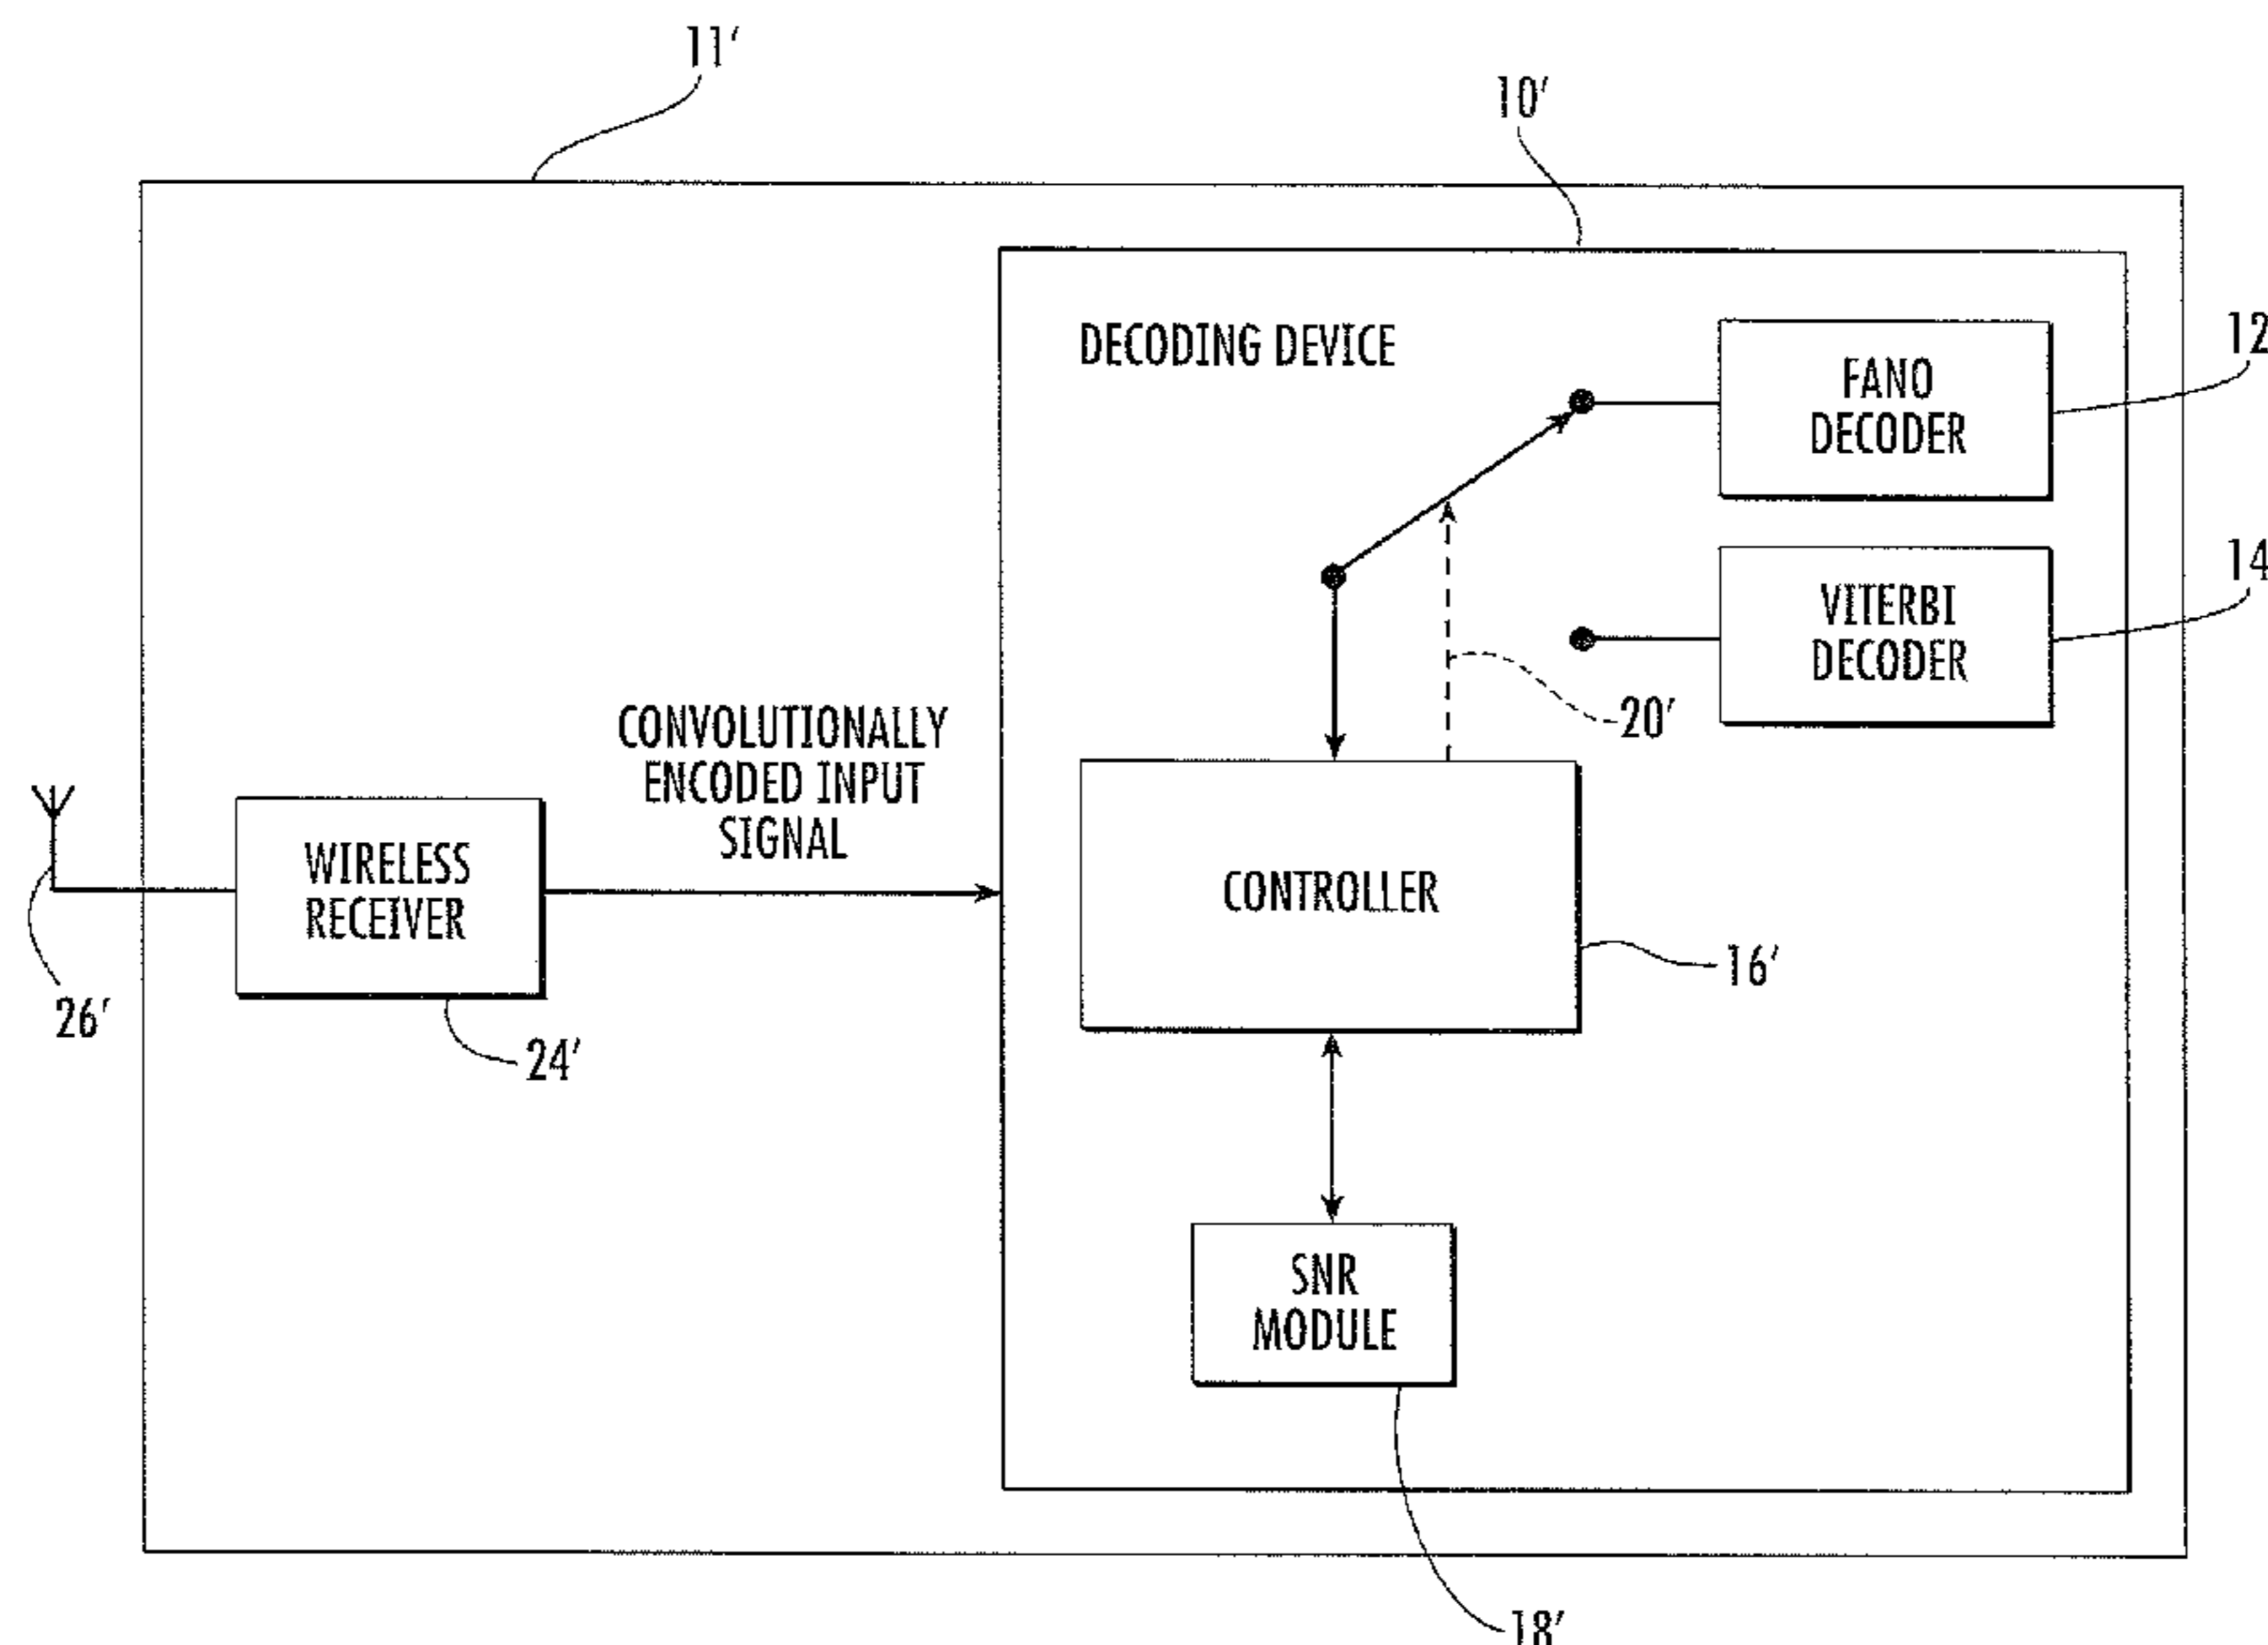 11'
10'
DECODING DEVICE
FANO
DECODER
12
VITERBI
DECODER
14
20'
CONVOLUTIONALLY
ENCODED INPUT
SIGNAL
WIRELESS
RECEIVER
CONTROLLER
16'
26'
24'
SNR
MODULE
18'